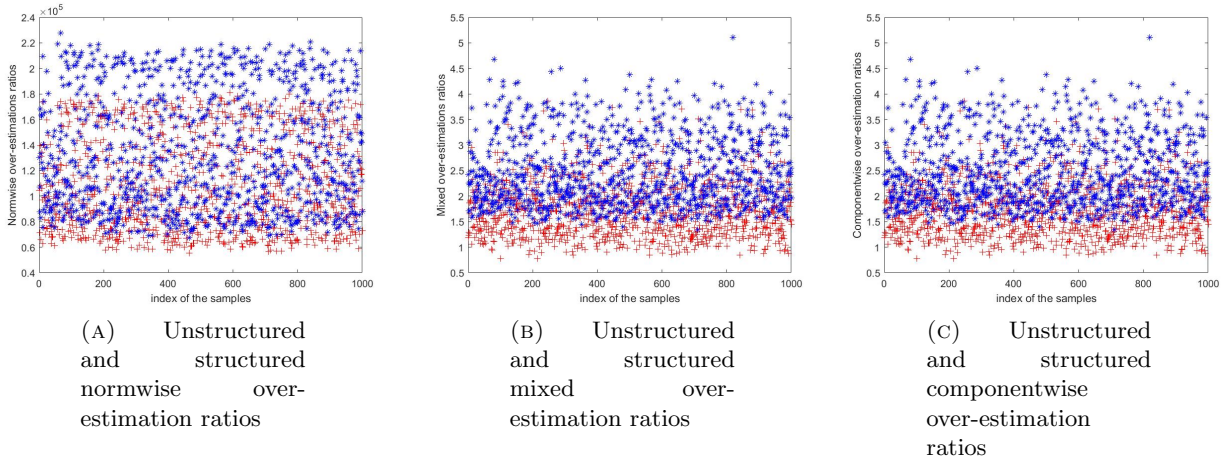 ×10⁵
2.4
2.2
2
1.8
1.6
1.4
1.2
1
0.8
0.6
0.4
0
200
400
600
800
1000
index of the samples
Normwise over-estimations ratios
5.5
5
4.5
4
3.5
3
2.5
2
1.5
1
0.5
0
200
400
600
800
1000
index of the samples
Mixed over-estimations ratios
5.5
5
4.5
4
3.5
3
2.5
2
1.5
1
0.5
0
200
400
600
800
1000
index of the samples
Componentwise over-estimation ratios
(A) Unstructured
and structured
normwise over-
estimation ratios
(B) Unstructured
and structured
mixed over-
estimation ratios
(C) Unstructured
and structured
componentwise
over-estimation
ratios